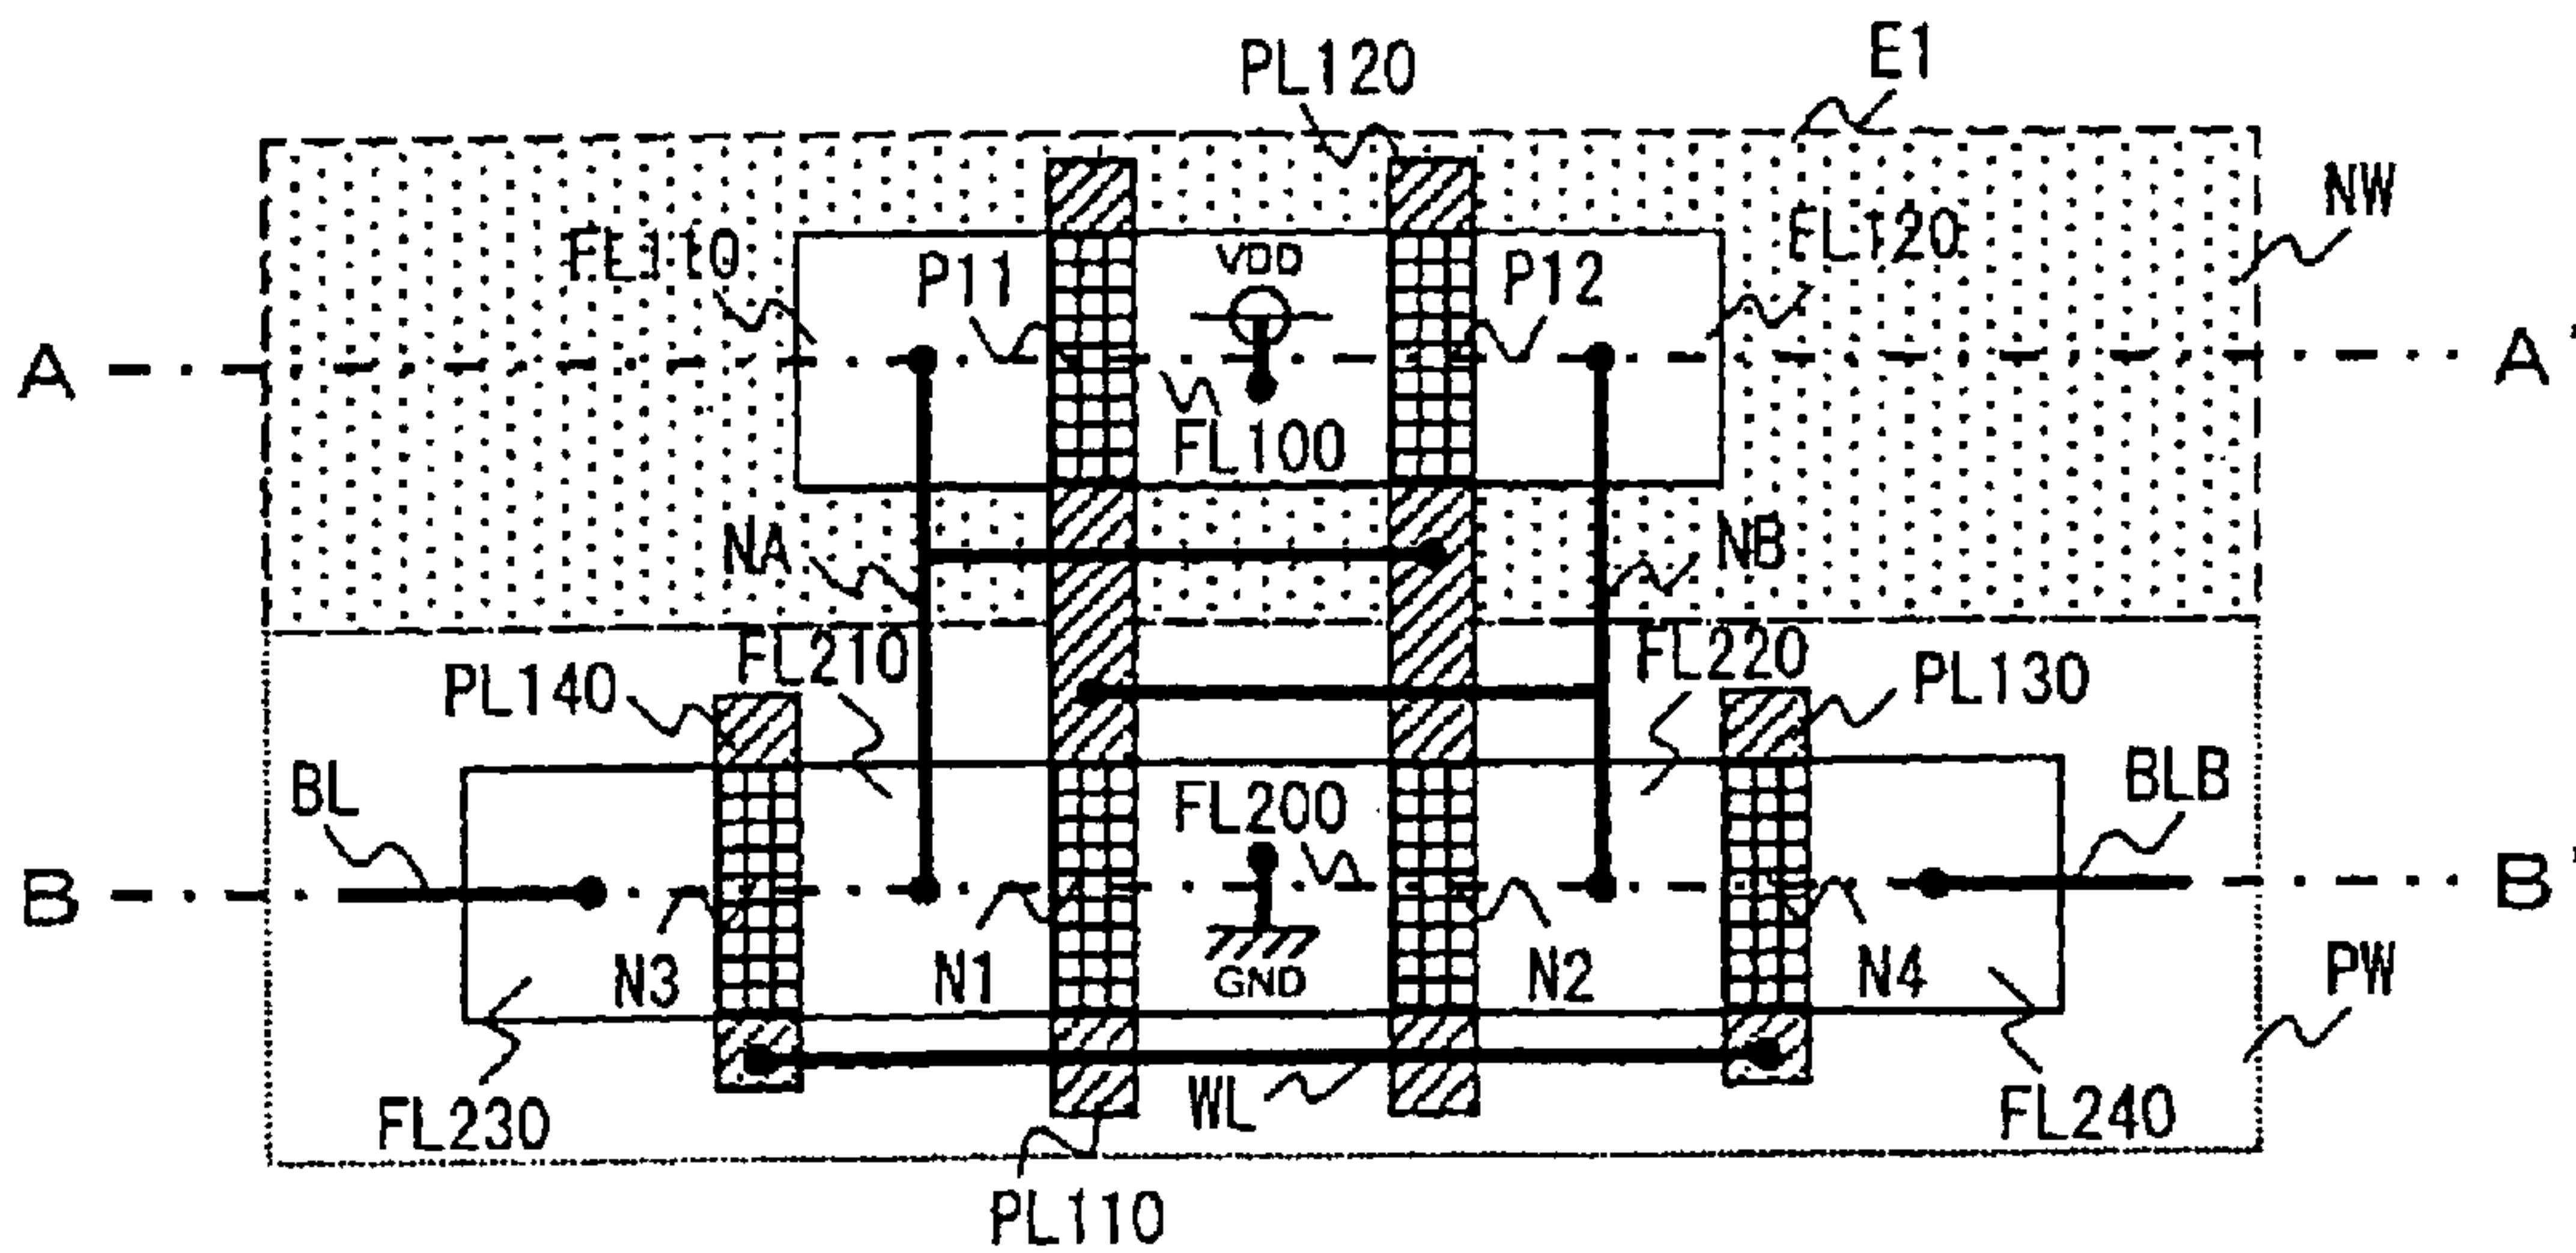 PL120
E1
NW
FL110
P11
VDD
P12
FL120
A
A'
FL100
NA
NB
FL210
FL220
PL140
PL130
BL
FL200
BLB
B
B'
N3
N1
GND
N2
N4
PW
FL230
WL
FL240
PL110